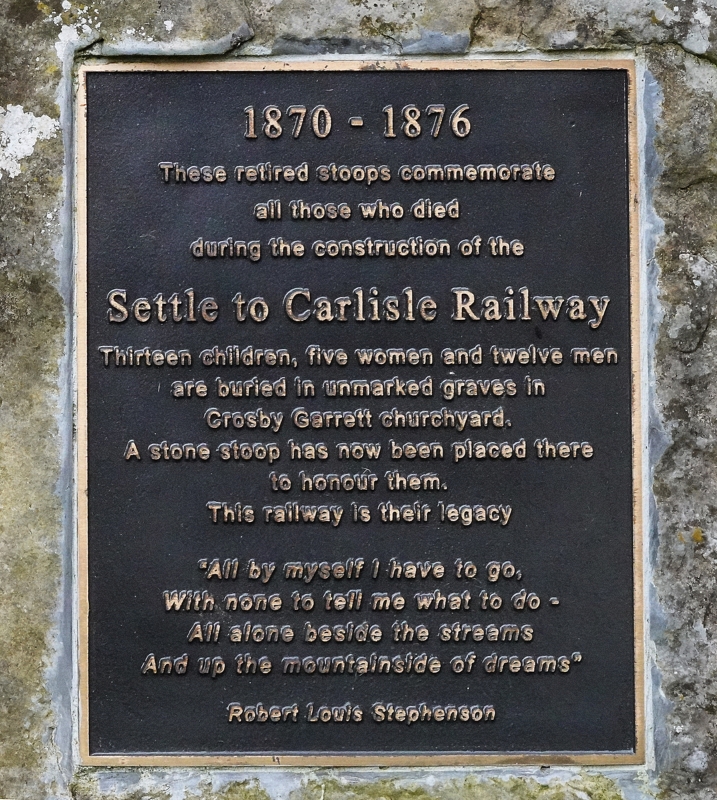 1870 - 1876
These retired stoops commemorate
all those who died
during the construction of the
Settle to Carlisle Railway
Thirteen children, five women and twelve men
are buried in unmarked graves in
Crosby Garrett churchyard.
A stone stoop has now been placed there
to honour them.
This railway is their legacy
"All by myself I have to go,
With none to tell me what to do -
All alone beside the streams
And up the mountainside of dreams"
Robert Louis Stephenson